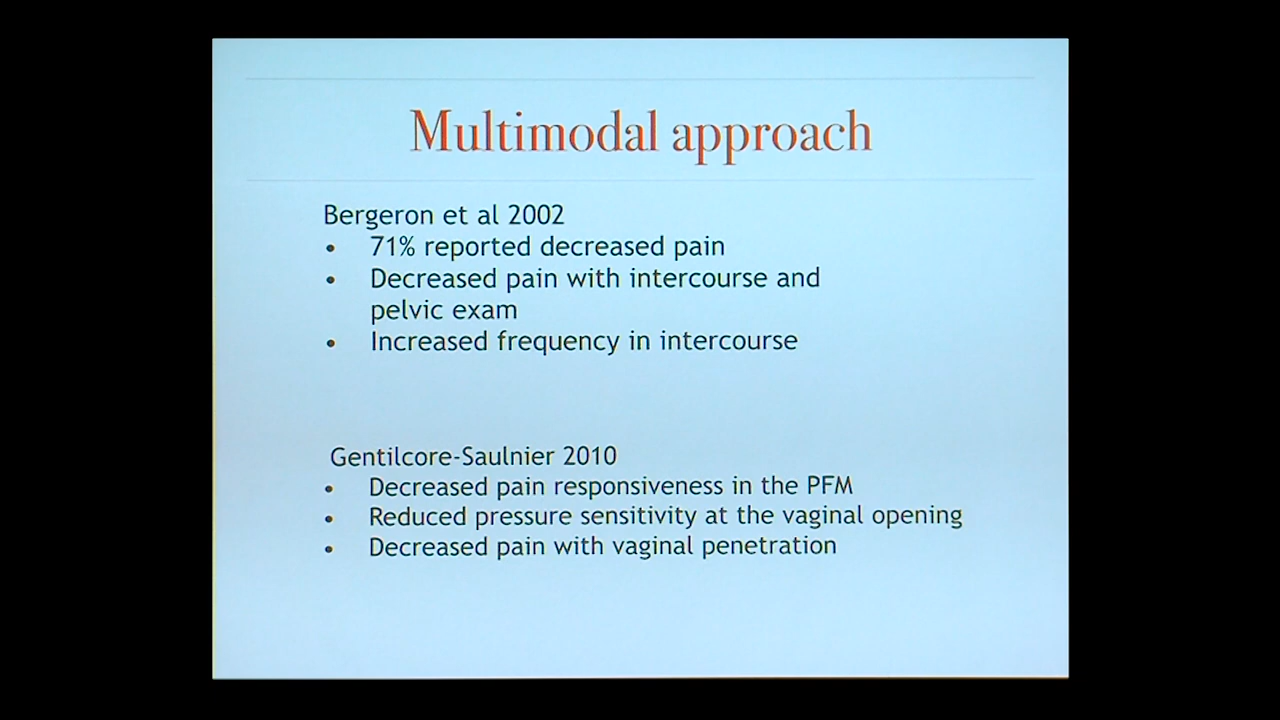 Multimodal approach
Bergeron et al 2002
• 71% reported decreased pain
• Decreased pain with intercourse and
pelvic exam
• Increased frequency in intercourse
Gentilcore-Saulnier 2010
• Decreased pain responsiveness in the PFM
• Reduced pressure sensitivity at the vaginal opening
• Decreased pain with vaginal penetration